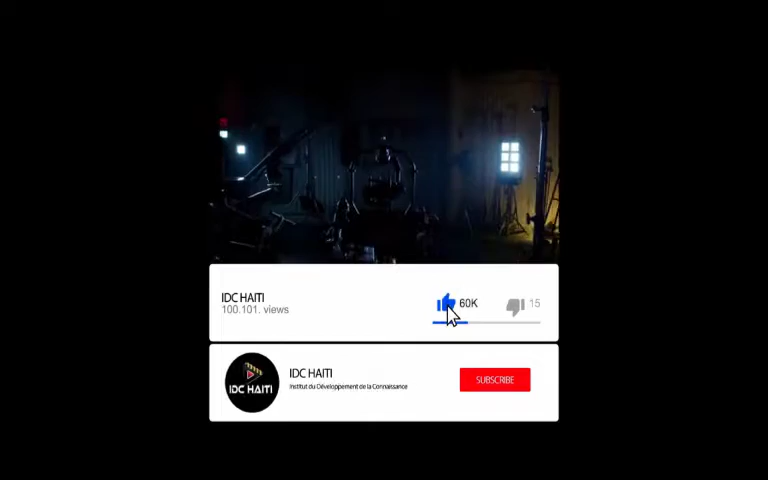 IDC HAITI
100.101. views
60K
15
IDC HAITI
IDC HAITI
Institut du Développement de la Connaissance
SUBSCRIBE